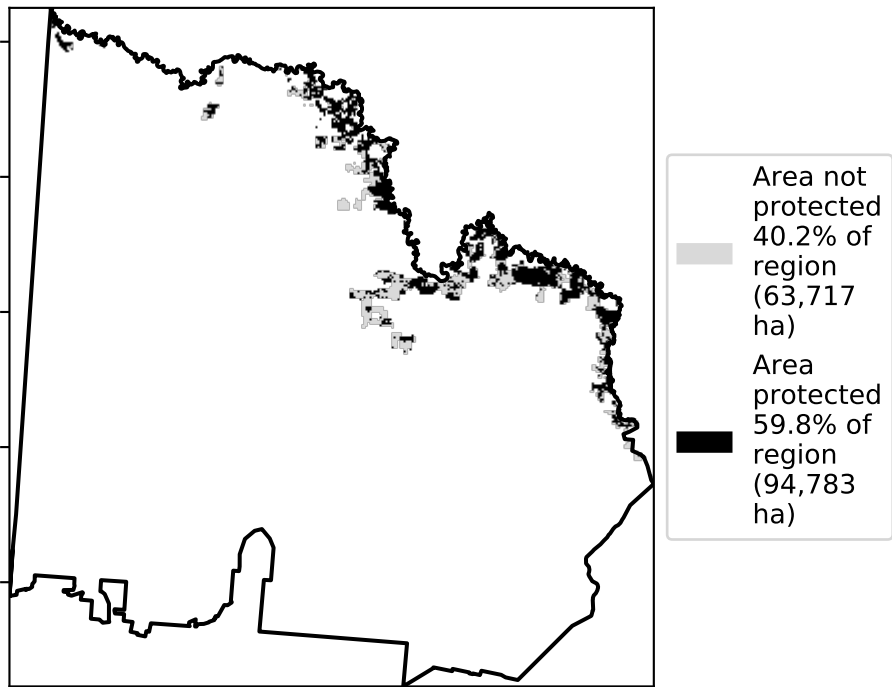 Area not
protected
40.2% of
region
(63,717
ha)
Area
protected
59.8% of
region
(94,783
ha)